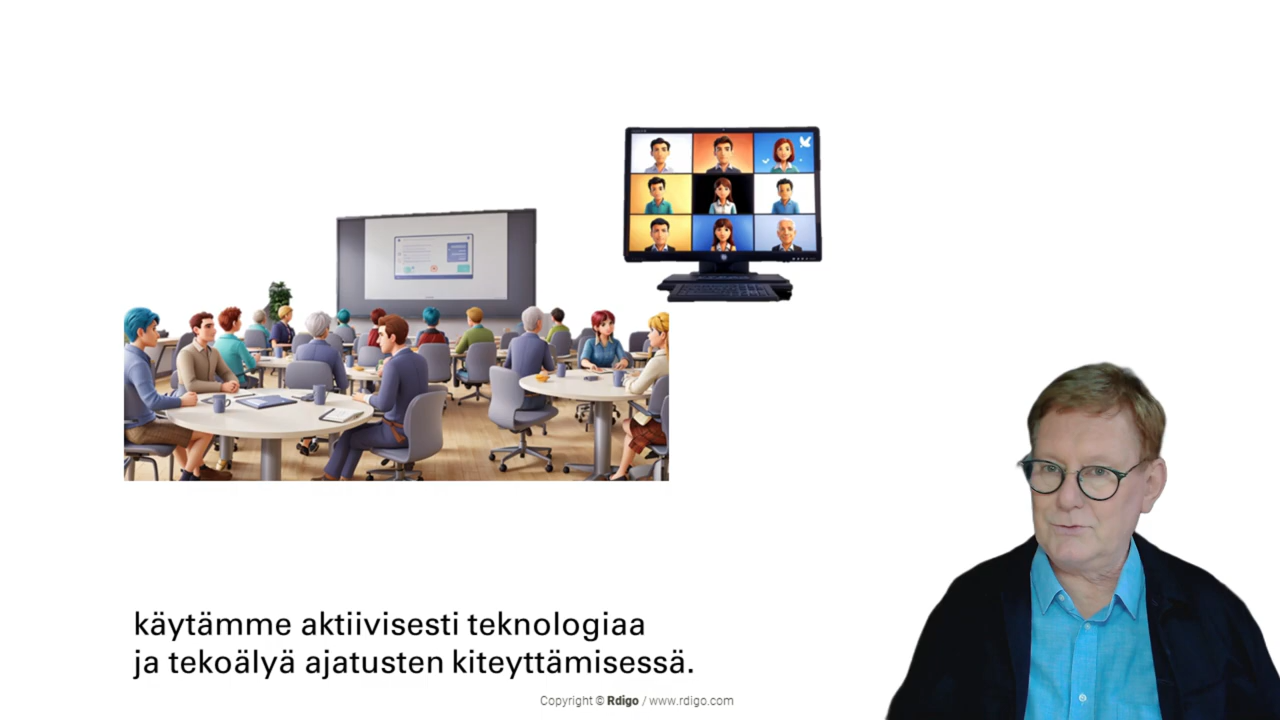 käytämme aktiivisesti teknologiaa
ja tekoälyä ajatusten kiteyttämisessä.
Copyright © Rdigo / www.rdigo.com